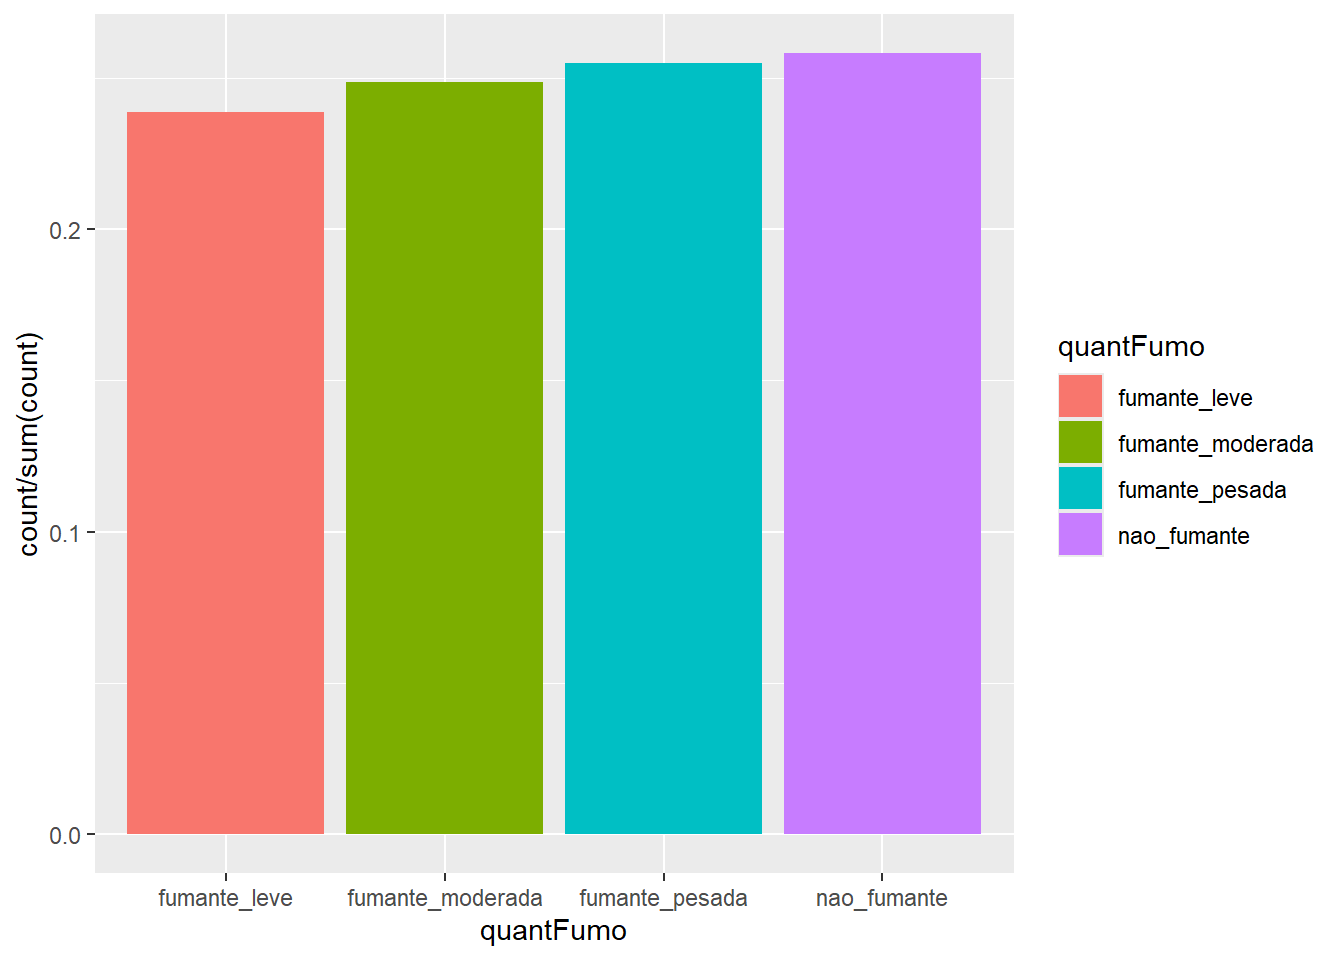 0.2
0.1
0.0
count/sum(count)
fumante_leve
fumante_moderada
fumante_pesada
nao_fumante
quantFumo
quantFumo
fumante_leve
fumante_moderada
fumante_pesada
nao_fumante